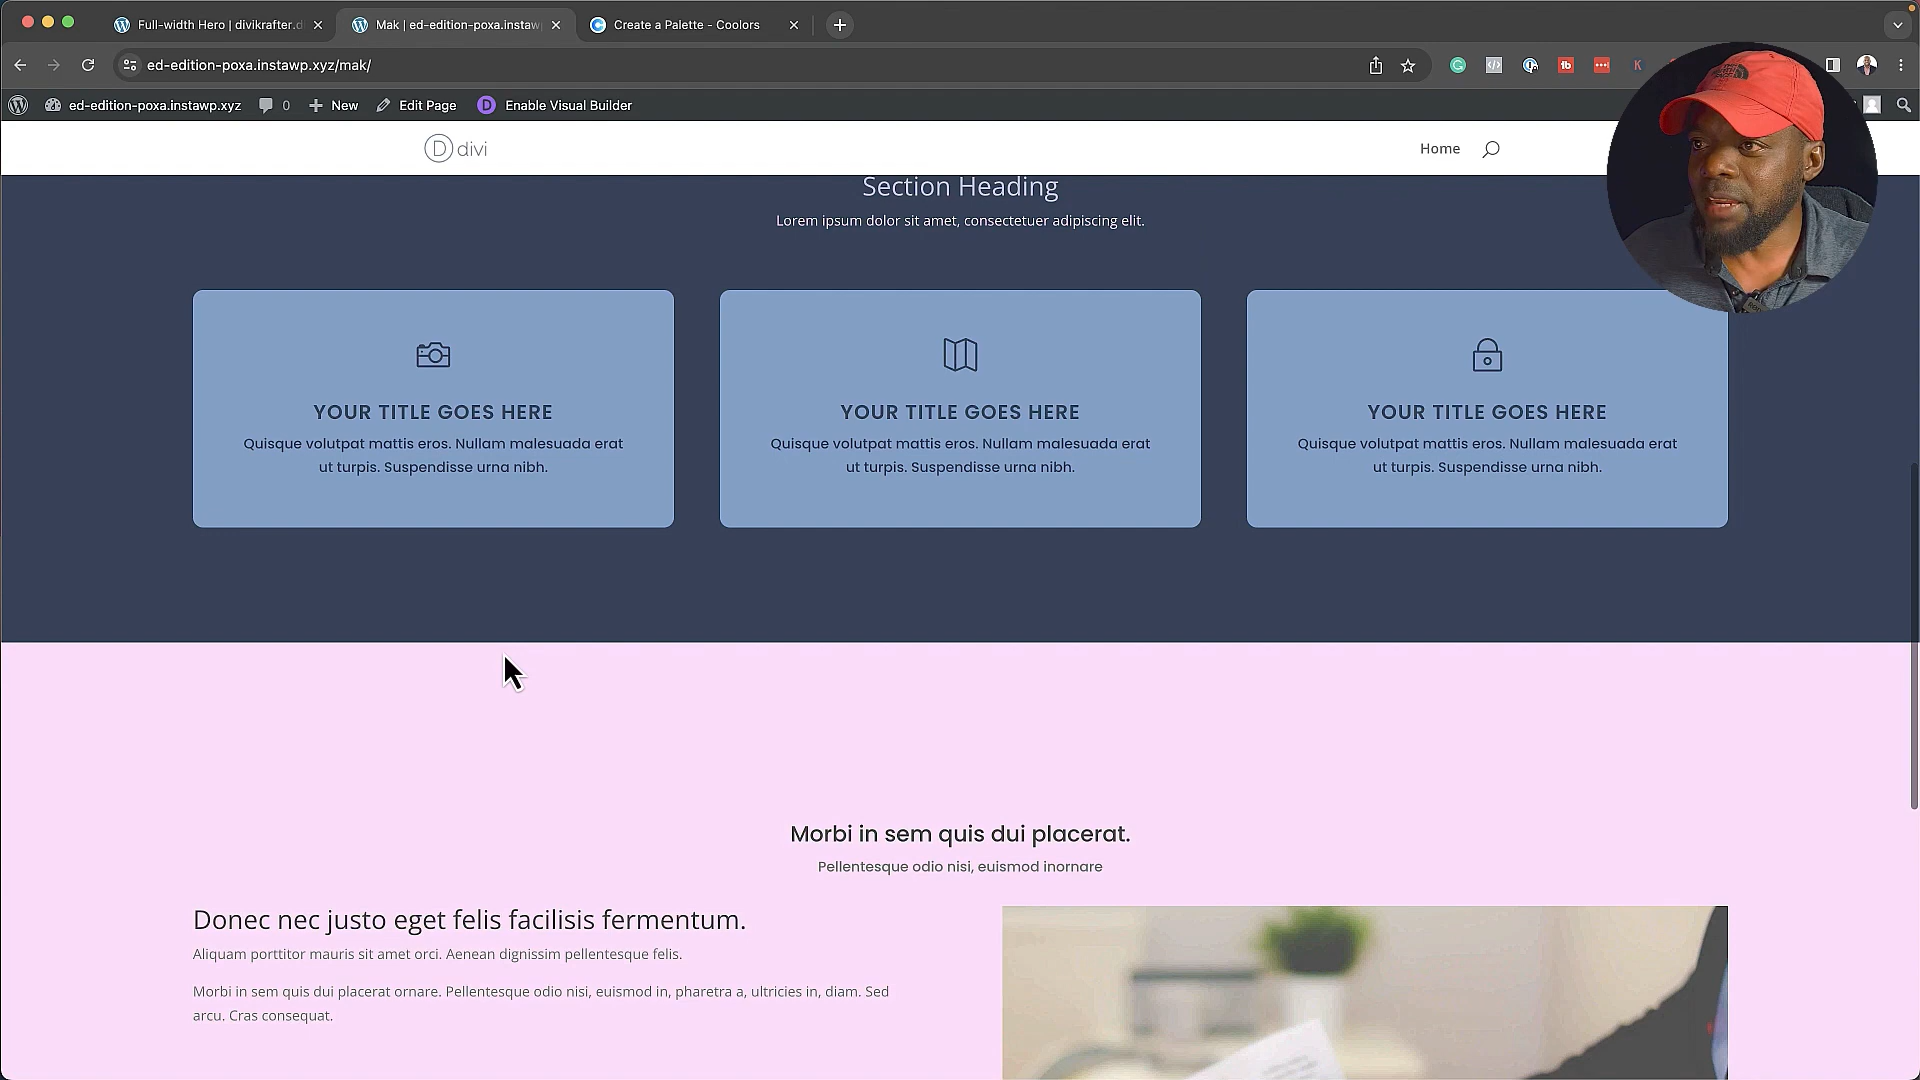 Full-width Hero | divikrafter.d
Mak | ed-edition-poxa.instaw
Create a Palette - Coolors
ed-edition-poxa.instawp.xyz/mak/
ed-edition-poxa.instawp.xyz
0
New
Edit Page
Enable Visual Builder
D divi
Home
Section Heading
Lorem ipsum dolor sit amet, consectetuer adipiscing elit.
YOUR TITLE GOES HERE
Quisque volutpat mattis eros. Nullam malesuada erat
ut turpis. Suspendisse urna nibh.
YOUR TITLE GOES HERE
Quisque volutpat mattis eros. Nullam malesuada erat
ut turpis. Suspendisse urna nibh.
YOUR TITLE GOES HERE
Quisque volutpat mattis eros. Nullam malesuada erat
ut turpis. Suspendisse urna nibh.
Morbi in sem quis dui placerat.
Pellentesque odio nisi, euismod inornare
Donec nec justo eget felis facilisis fermentum.
Aliquam porttitor mauris sit amet orci. Aenean dignissim pellentesque felis.
Morbi in sem quis dui placerat ornare. Pellentesque odio nisi, euismod in, pharetra a, ultricies in, diam. Sed
arcu. Cras consequat.